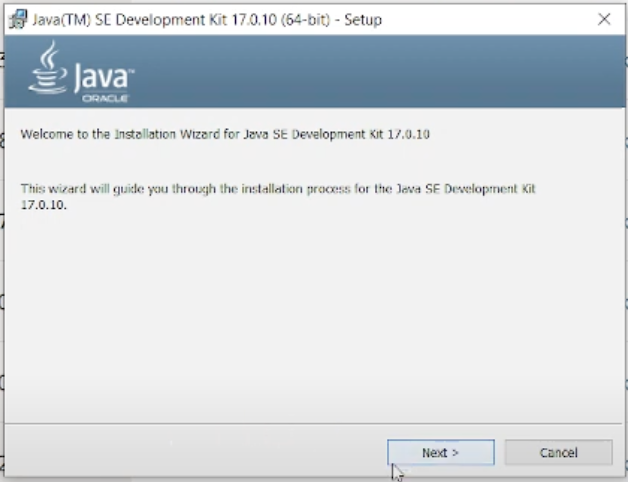 Java(TM) SE Development Kit 17.0.10 (64-bit) - Setup
Java™
ORACLE
Welcome to the Installation Wizard for Java SE Development Kit 17.0.10
This wizard will guide you through the installation process for the Java SE Development Kit
17.0.10.
Next >
Cancel